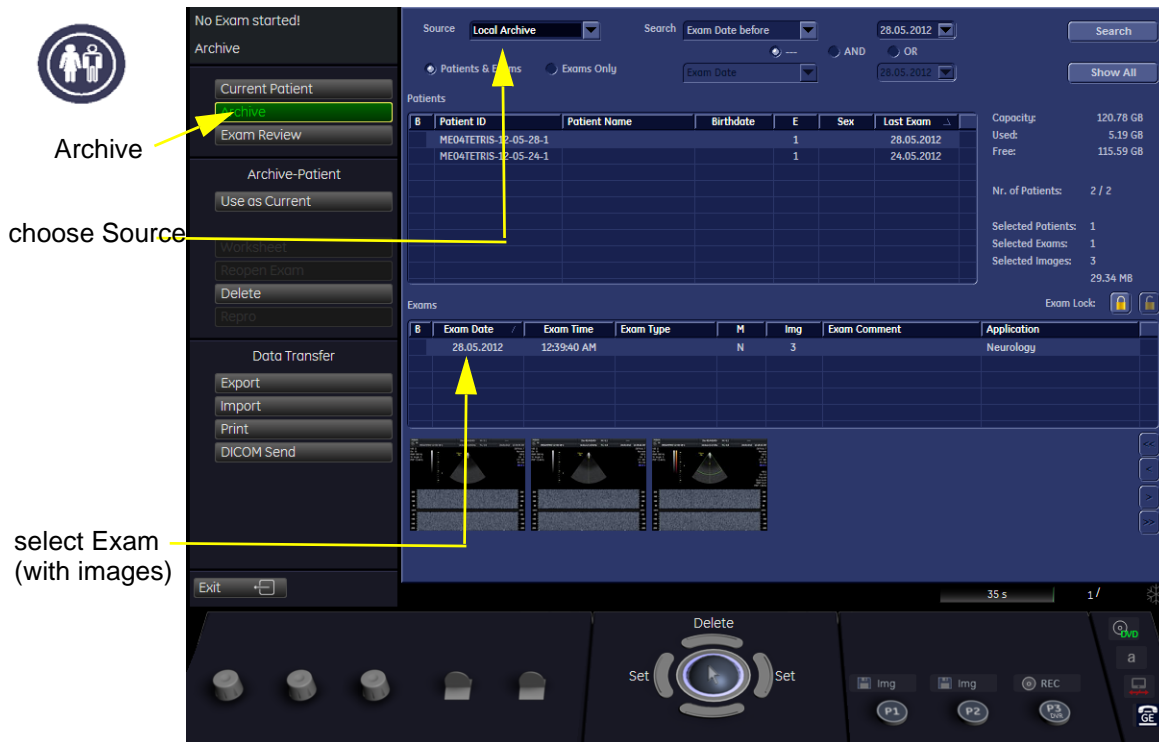 No Exam started!
Archive
Current Patient
Archive
Exam Review
Archive-Patient
Use as Current
Worksheet
Reopen Exam
Delete
Repro
Data Transfer
Export
Import
Print
DICOM Send
Exit
Archive
choose Source
select Exam
(with images)
Source Local Archive Search Exam Date before 28.05.2012 Search
--- AND OR
Patients & Exams Exams Only Exam Date 28.05.2012 Show All
Patients
B Patient ID Patient Name Birthdate E Sex Last Exam
ME04TETRIS-12-05-28-1 1 28.05.2012
ME04TETRIS-12-05-24-1 1 24.05.2012
Capacity: 120.78 GB
Used: 5.19 GB
Free: 115.59 GB
Nr. of Patients: 2 / 2
Selected Patients: 1
Selected Exams: 1
Selected Images: 3
29.34 MB
Exams Exam Lock:
B Exam Date Exam Time Exam Type M Img Exam Comment Application
28.05.2012 12:39:40 AM N 3 Neurology
<<
<
>
>>
35 s 1/
Delete
Set Set
Img Img REC
P1 P2 P3
DVR
DVD
a
GE